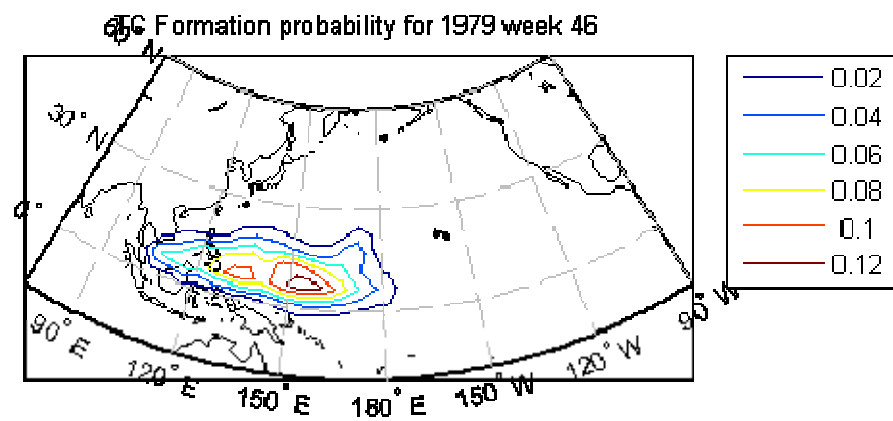 TC Formation probability for 1979 week 46
60° N
30° N
0°
90° E
120° E
150° E
180° E
150° W
120° W
90° W
0.02
0.04
0.06
0.08
0.1
0.12